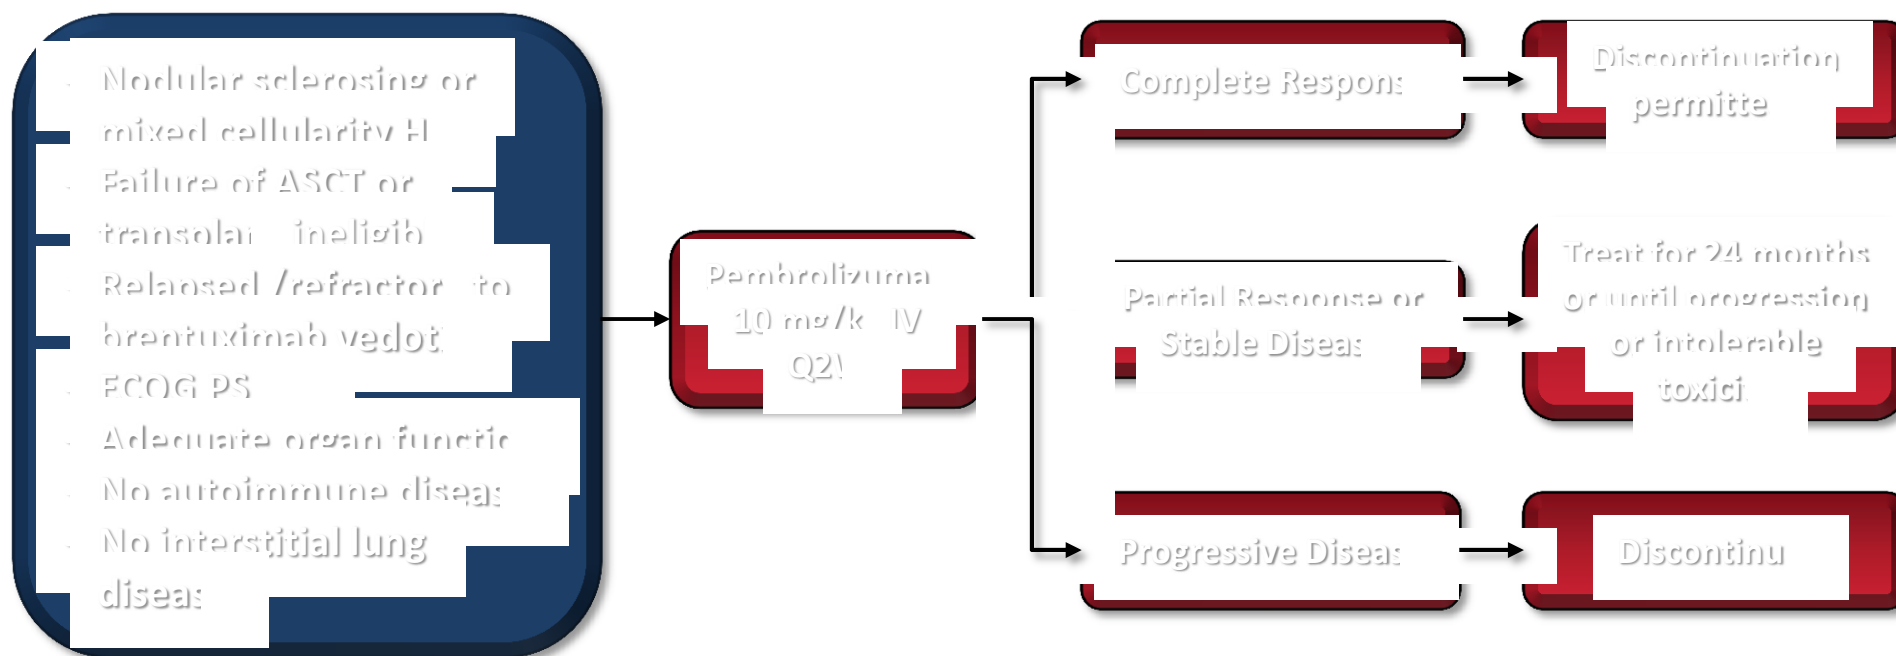 Nodular sclerosing or
mixed cellularity H
Failure of ASCT or
transplan ineligib
Relapsed /refractor to
brentuximab vedot
ECOG PS
Adequate organ functio
No autoimmune diseas
No interstitial lung
diseas
Pembrolizuma
10 mg/k IV
Q2W
Complete Respons
Discontinuation
permitte
Partial Response or
Stable Diseas
Treat for 24 months
or until progression
or intolerable
toxici
Progressive Diseas
Discontinu